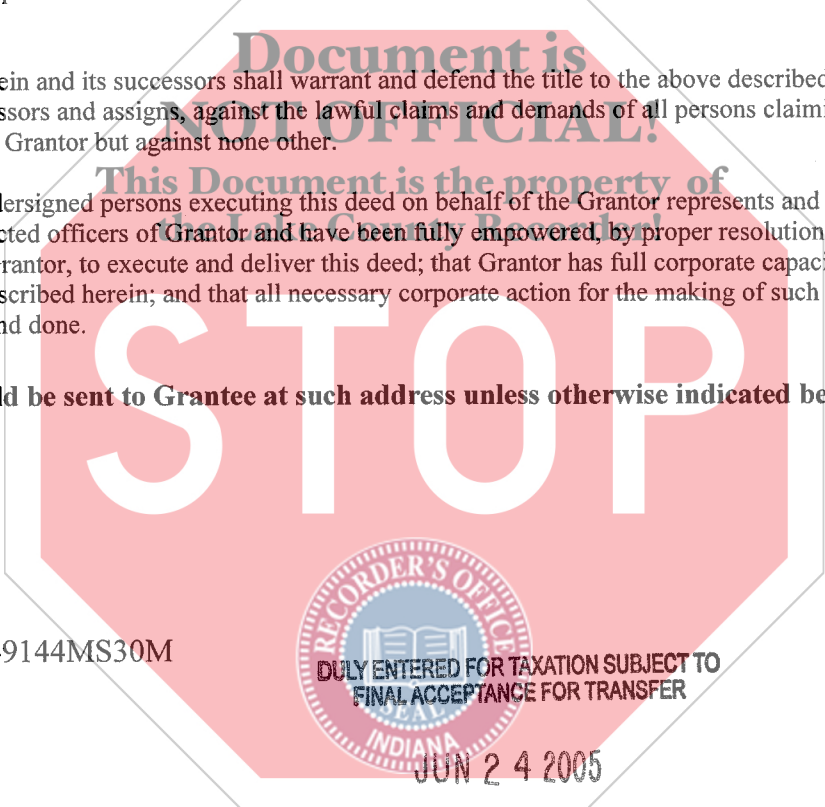 Document is
ein and its successors shall warrant and defend the title to the above described
ssors and assigns, against the lawful claims and demands of all persons claimi
NOT OFFICIAL!
Grantor but against none other.
This Document is the property of
dersigned persons executing this deed on behalf of the Grantor represents and
the Lake County Recorder!
cted officers of Grantor and have been fully empowered, by proper resolution
rantor, to execute and deliver this deed; that Grantor has full corporate capaci
scribed herein; and that all necessary corporate action for the making of such
nd done.
STOP
ld be sent to Grantee at such address unless otherwise indicated be
RECORDER'S OFFICE
SEAL
INDIANA
9144MS30M
DULY ENTERED FOR TAXATION SUBJECT TO
FINAL ACCEPTANCE FOR TRANSFER
JUN 24 2005